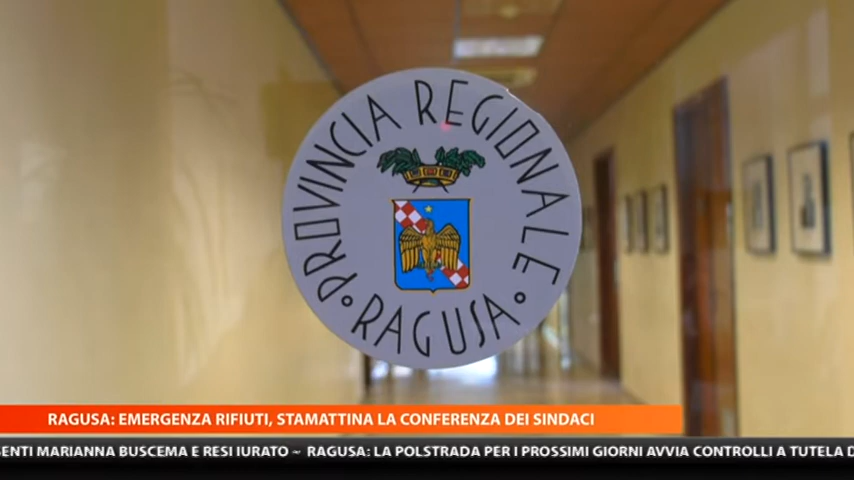 PROVINCIA REGIONALE
RAGUSA
RAGUSA: EMERGENZA RIFIUTI, STAMATTINA LA CONFERENZA DEI SINDACI
MARIANNA BUSCEMA E RESI IURATO ~ RAGUSA: LA POLSTRADA PER I PROSSIMI GIORNI AVVIA CONTROLLI A TUTELA